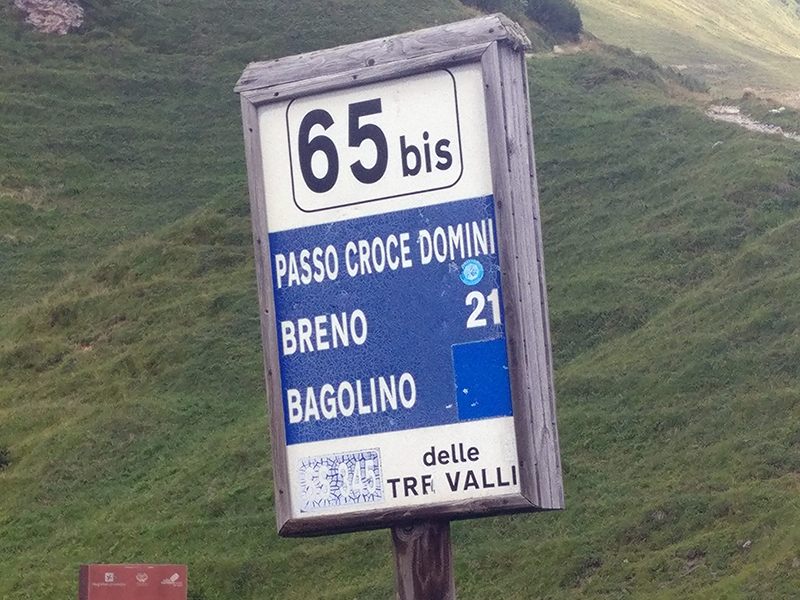 65 bis
PASSO CROCE DOMINI
BRENO 21
BAGOLINO
delle
TRE VALLI